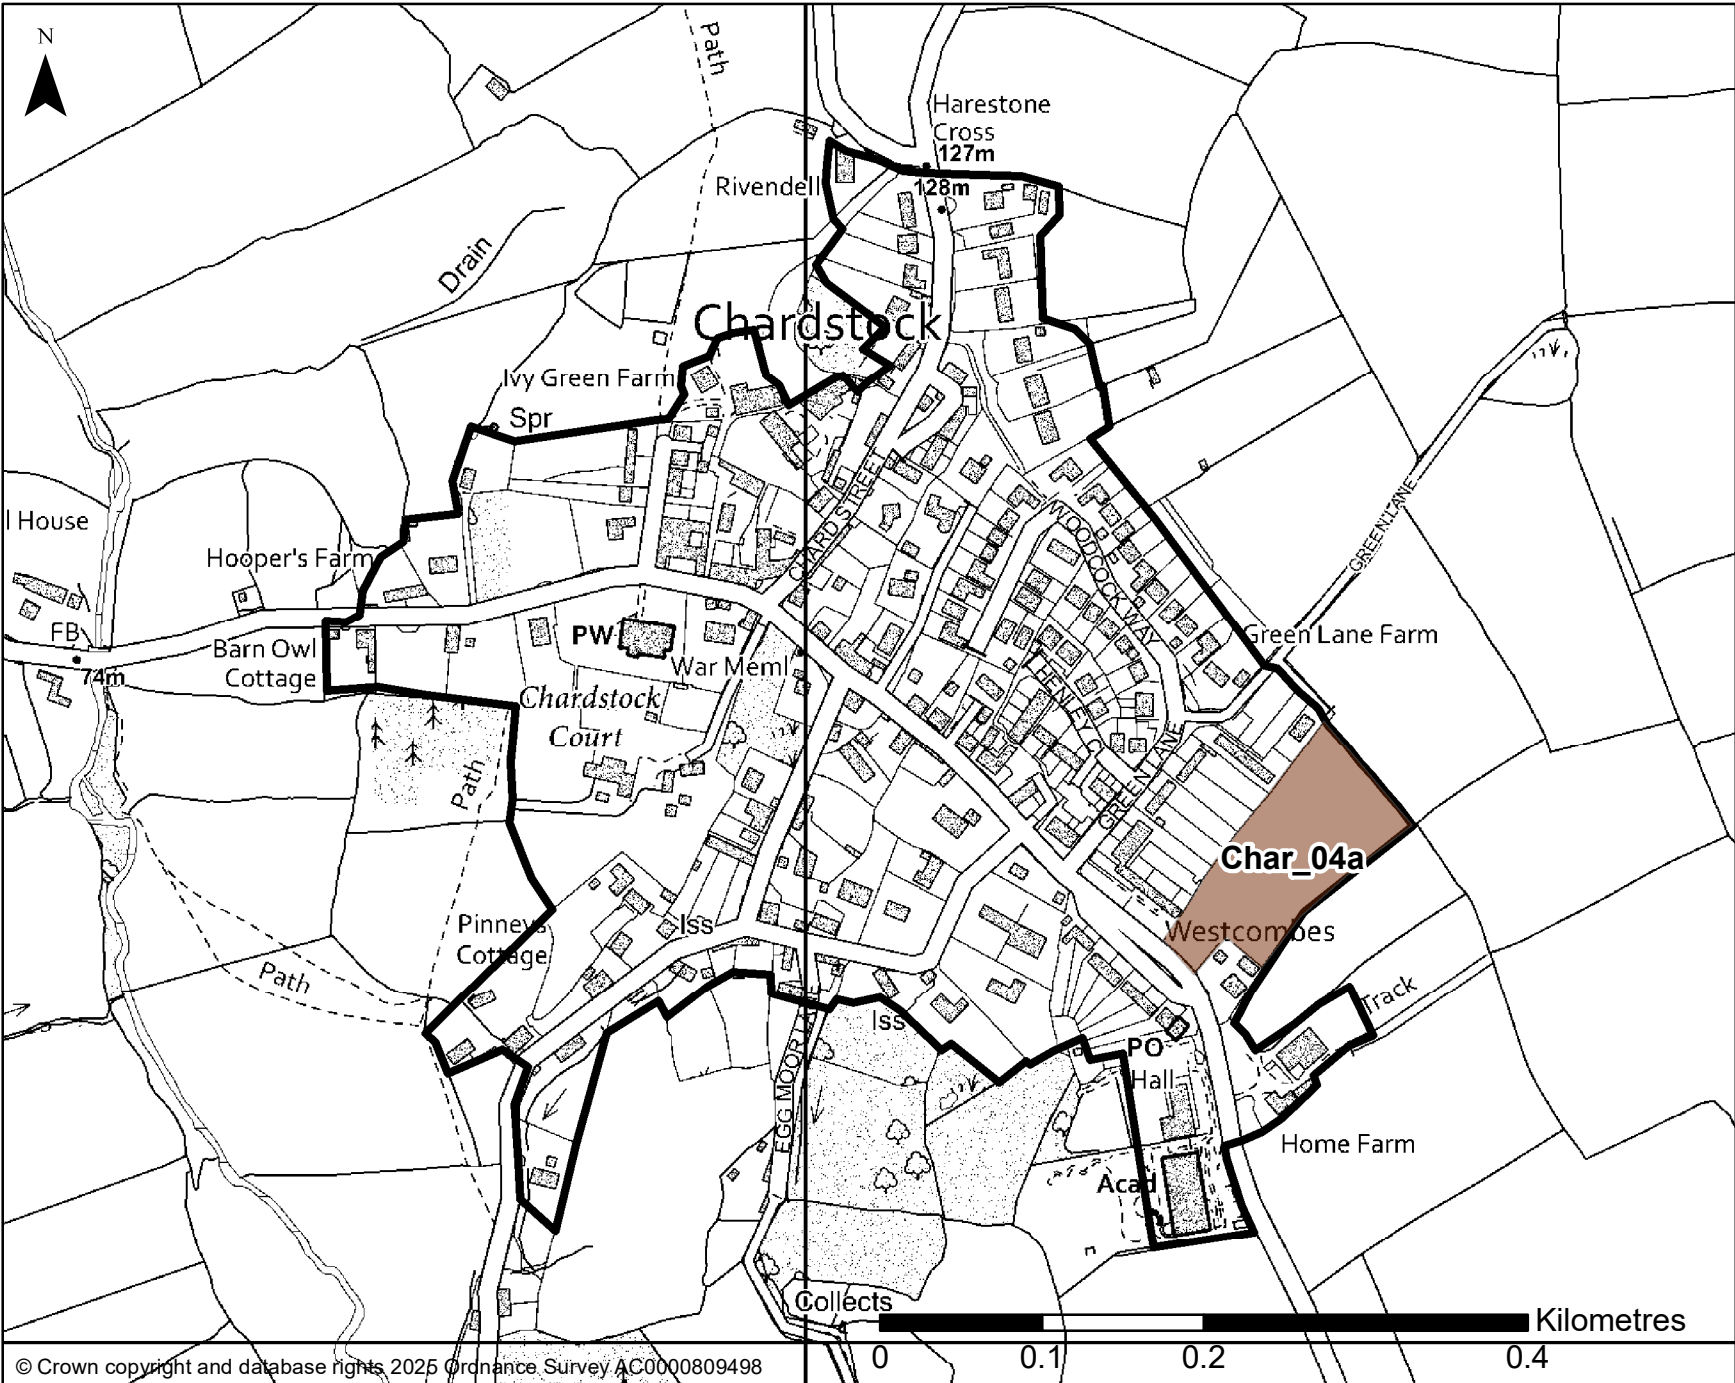 N
Path
Harestone
Cross
127m
Rivendell
128m
Drain
Chardstock
Ivy Green Farm
Spr
l House
CHARD STREET
WOODCOCK WAY
GREEN LANE
Hooper's Farm
FB
Barn Owl
Cottage
74m
PW
War Meml
Green Lane Farm
Chardstock
Court
Path
GREEN LANE
Char_04a
Pinneys
Cottage
Iss
Westcombes
Path
Iss
Track
PO
Hall
EGG MOOR LANE
Home Farm
Acad
Collects
Kilometres
0 0.1 0.2 0.4
© Crown copyright and database rights 2025 Ordnance Survey AC0000809498